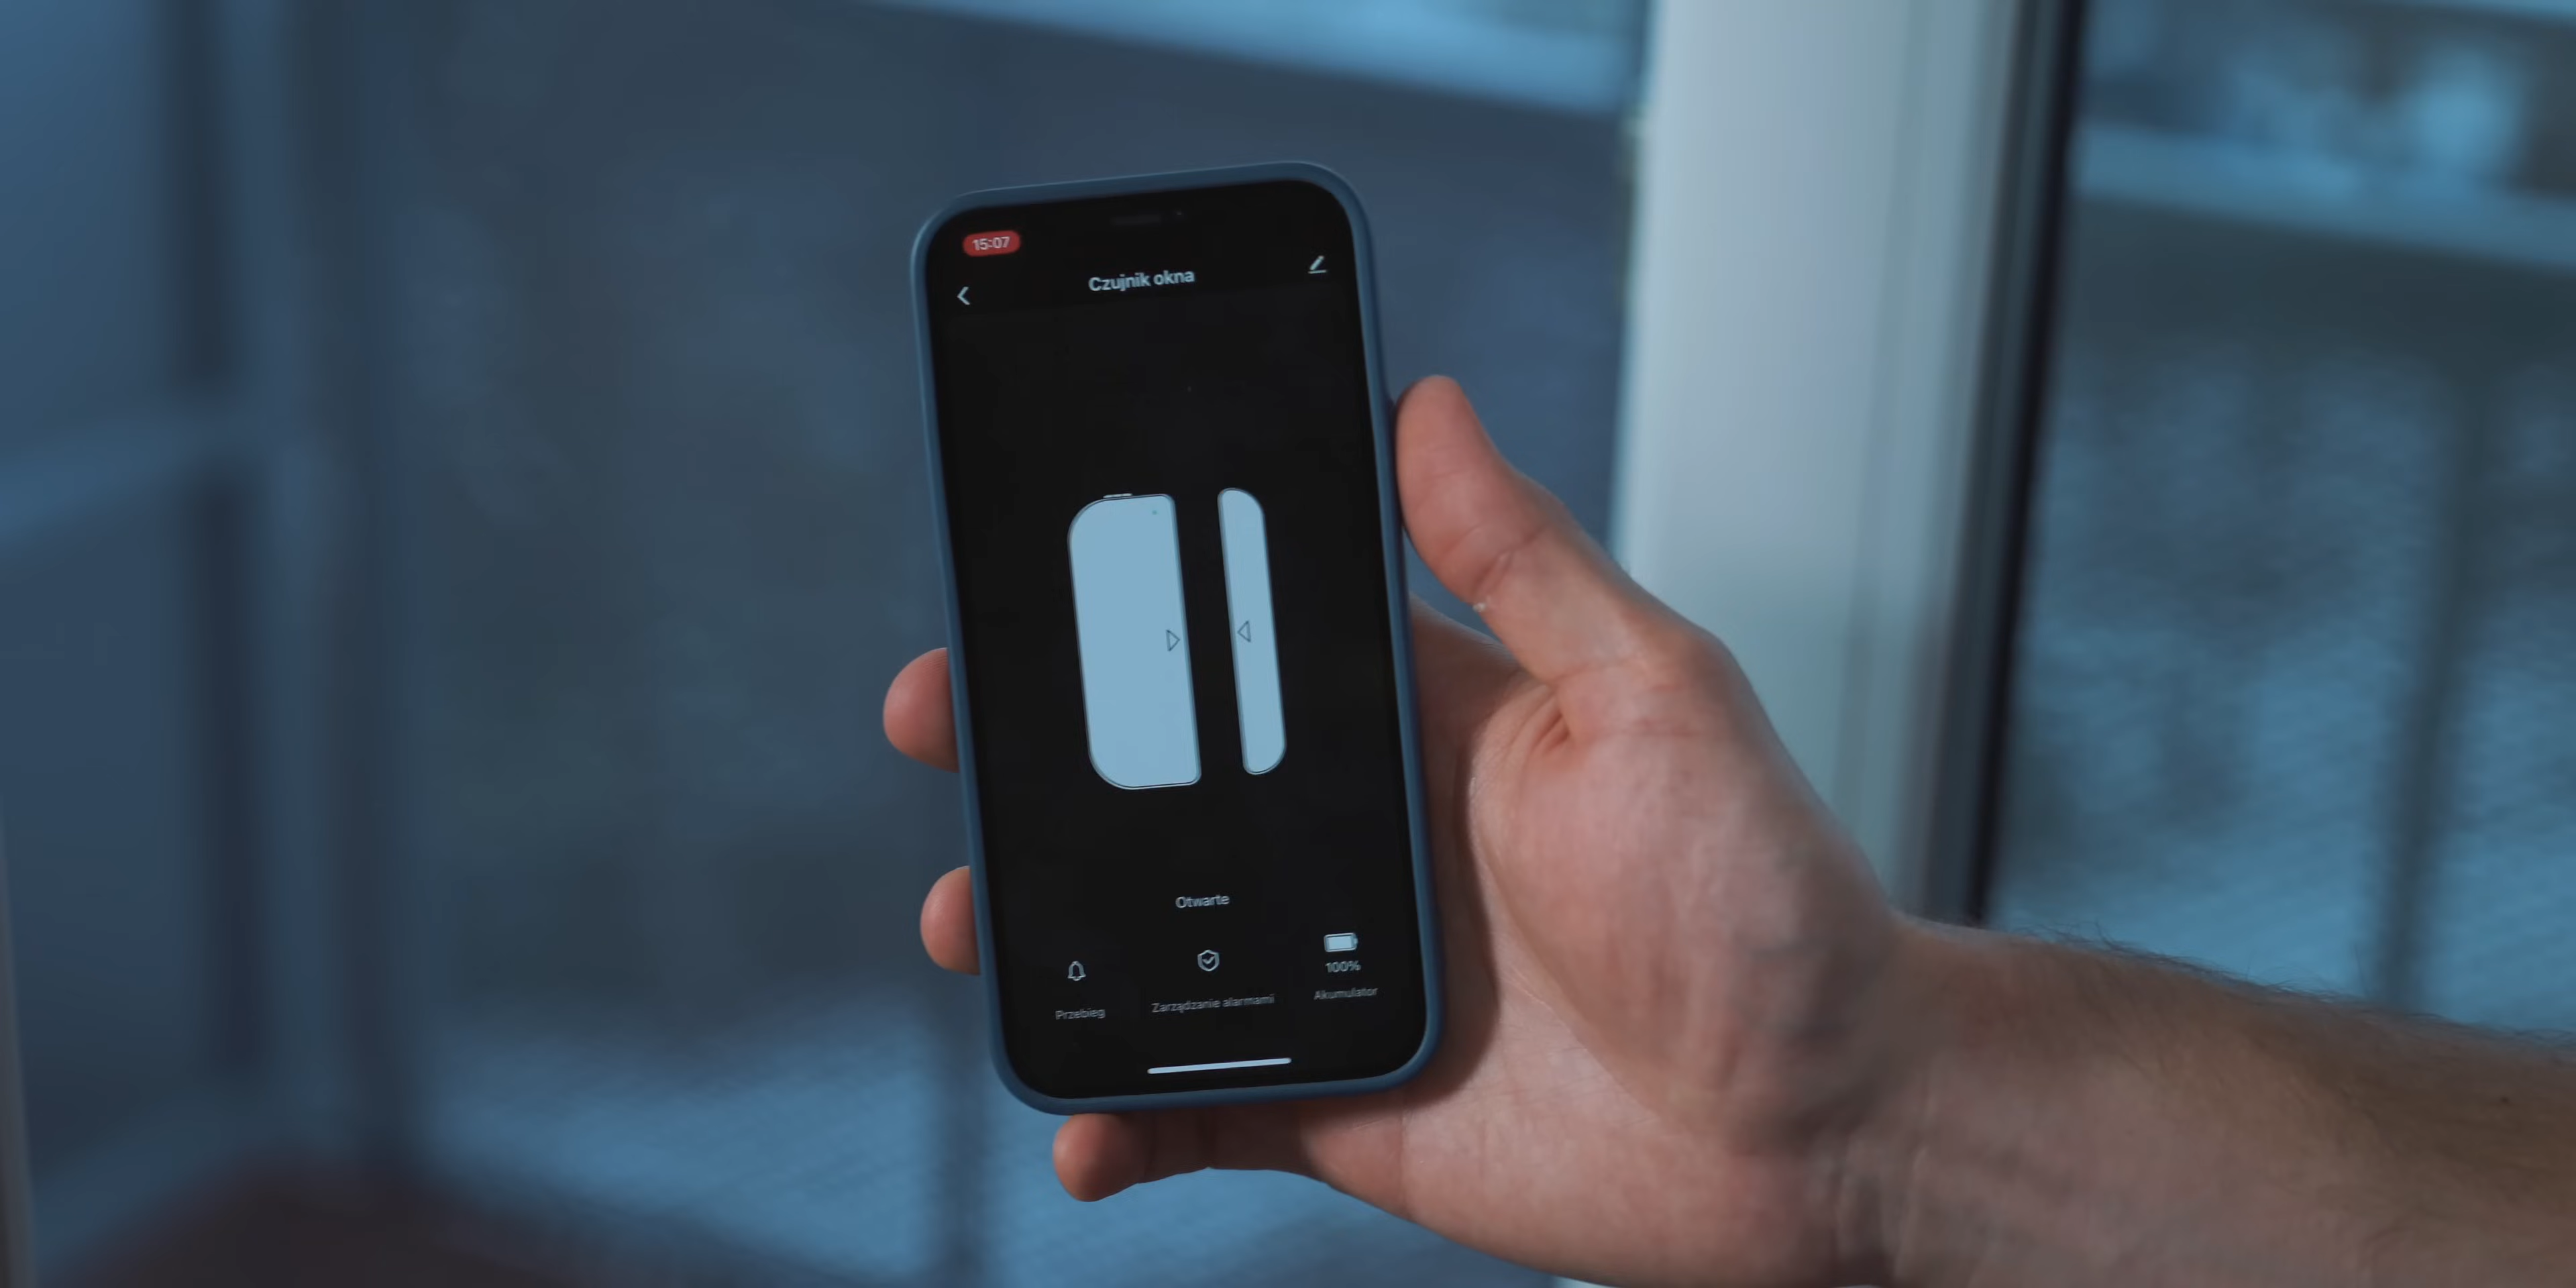 15:07
Czujnik okna
Otwarte
100%
Przebieg
Zarządzanie alarmami
Akumulator